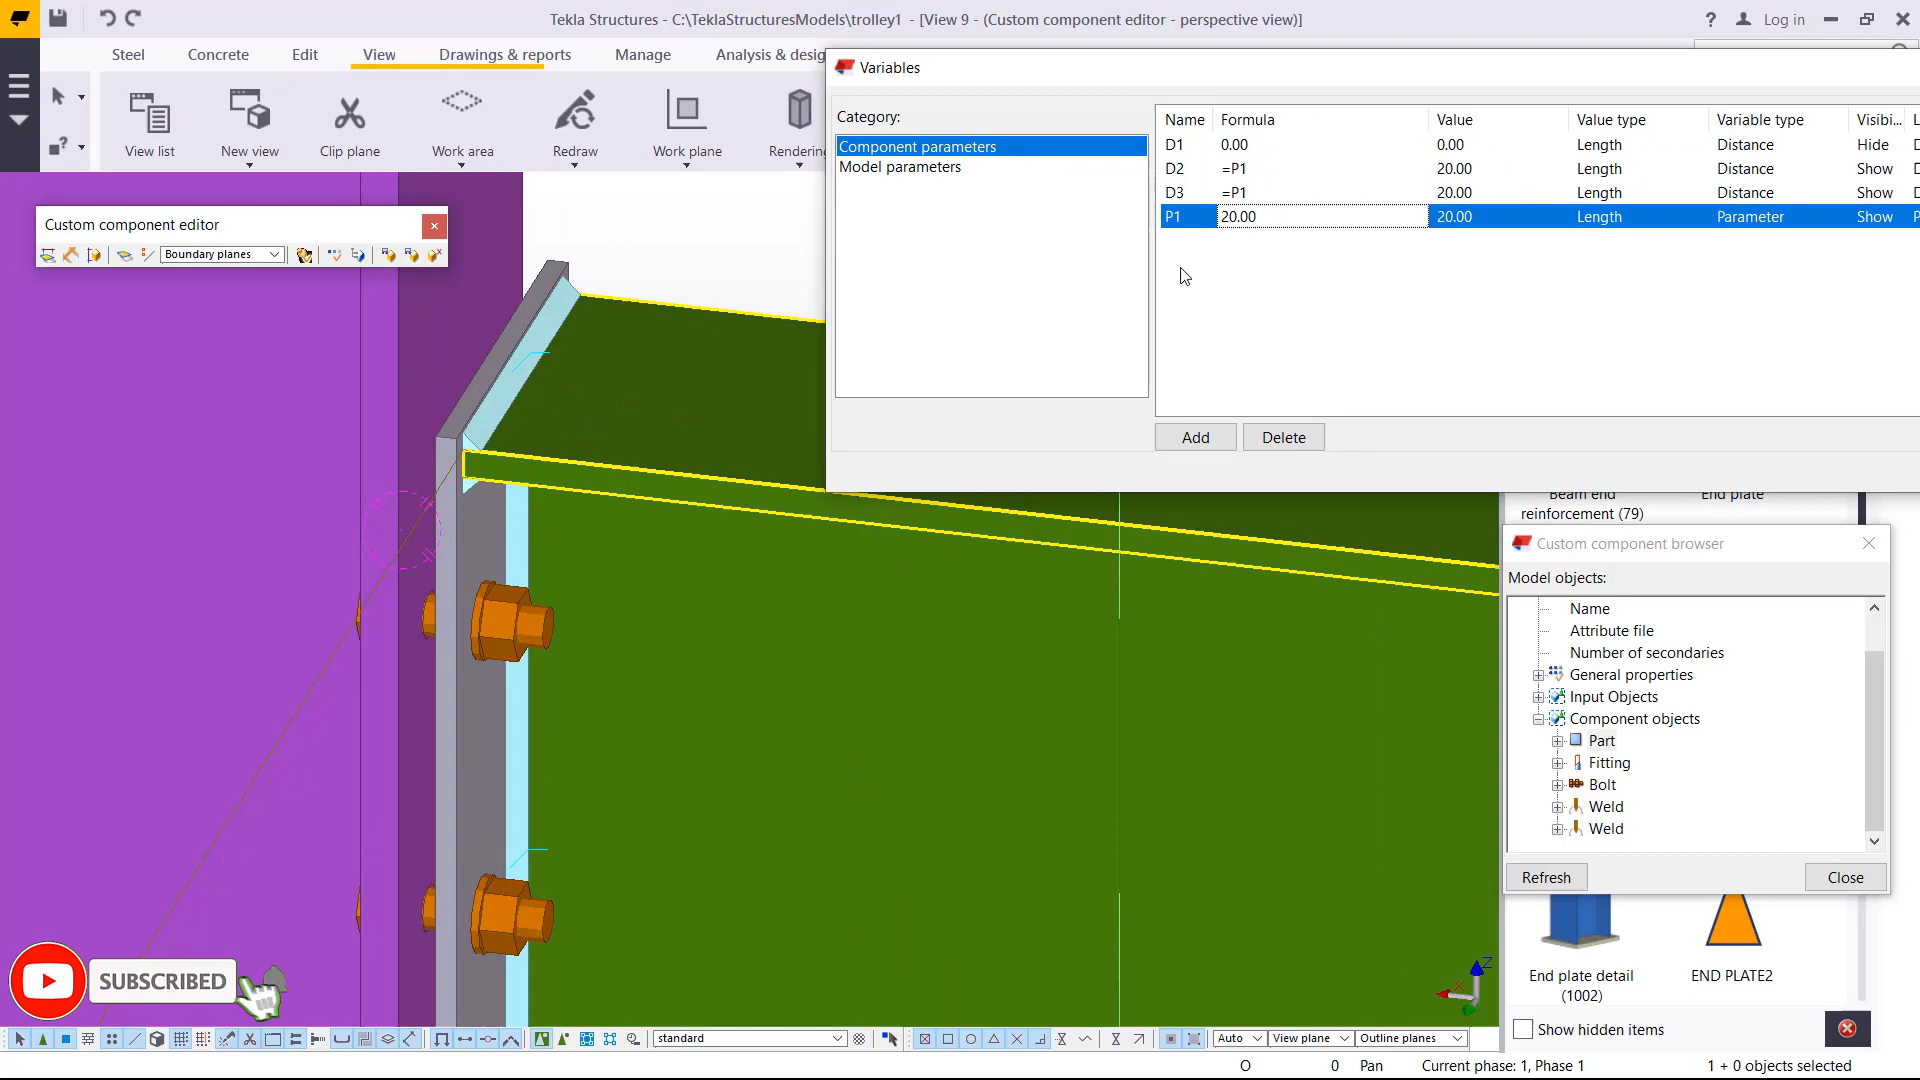 Tekla Structures - C:\TeklaStructuresModels\trolley1 - [View 9 - (Custom component editor - perspective view)]
? Log in
Steel Concrete Edit View Drawings & reports Manage Analysis & desig
View list New view Clip plane Work area Redraw Work plane Rendering
Variables
Category:
Component parameters
Model parameters
Name Formula Value Value type Variable type Visibi...
D1 0.00 0.00 Length Distance Hide
D2 =P1 20.00 Length Distance Show
D3 =P1 20.00 Length Distance Show
P1 20.00 20.00 Length Parameter Show
Add Delete
Custom component editor
Boundary planes
Beam end
reinforcement (79)
End plate
Custom component browser
Model objects:
Name
Attribute file
Number of secondaries
General properties
Input Objects
Component objects
Part
Fitting
Bolt
Weld
Weld
Refresh Close
End plate detail
(1002)
END PLATE2
Show hidden items
SUBSCRIBED
Z
X
standard Auto View plane Outline planes
O 0 Pan Current phase: 1, Phase 1 1 + 0 objects selected